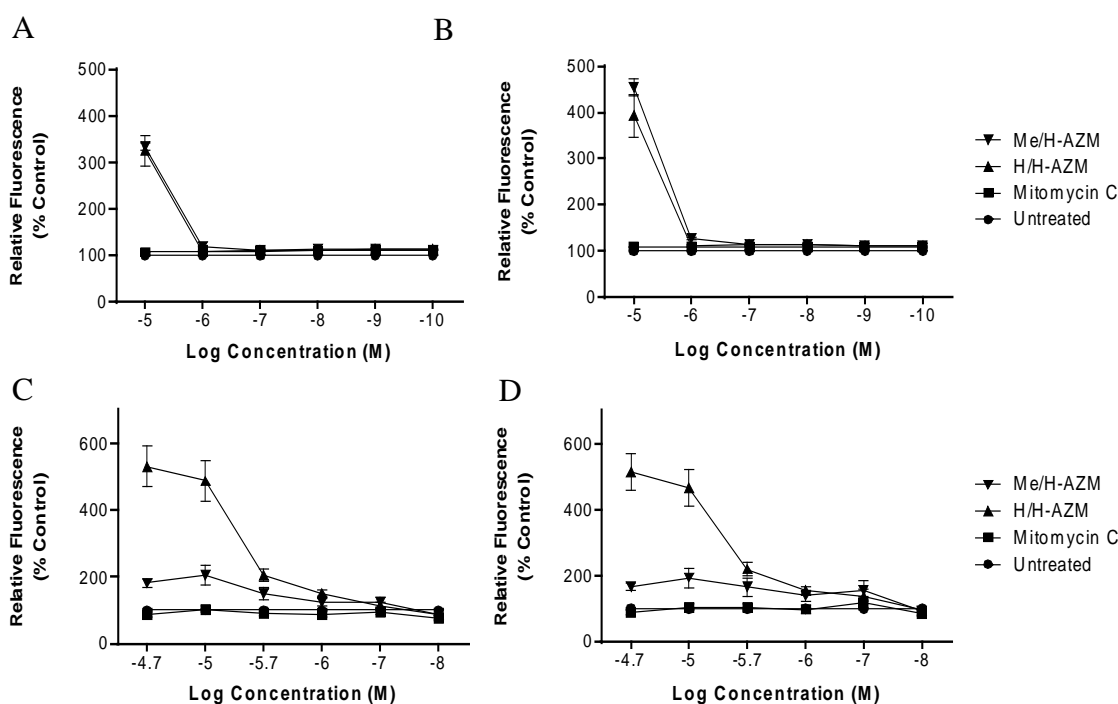 A
Relative Fluorescence
(% Control)
500
400
300
200
100
0
-5
-6
-7
-8
-9
-10
Log Concentration (M)
B
Relative Fluorescence
(% Control)
500
400
300
200
100
0
-5
-6
-7
-8
-9
-10
Log Concentration (M)
Me/H-AZM
H/H-AZM
Mitomycin C
Untreated
C
Relative Fluorescence
(% Control)
600
400
200
0
-4.7
-5
-5.7
-6
-7
-8
Log Concentration (M)
D
Relative Fluorescence
(% Control)
600
400
200
0
-4.7
-5
-5.7
-6
-7
-8
Log Concentration (M)
Me/H-AZM
H/H-AZM
Mitomycin C
Untreated